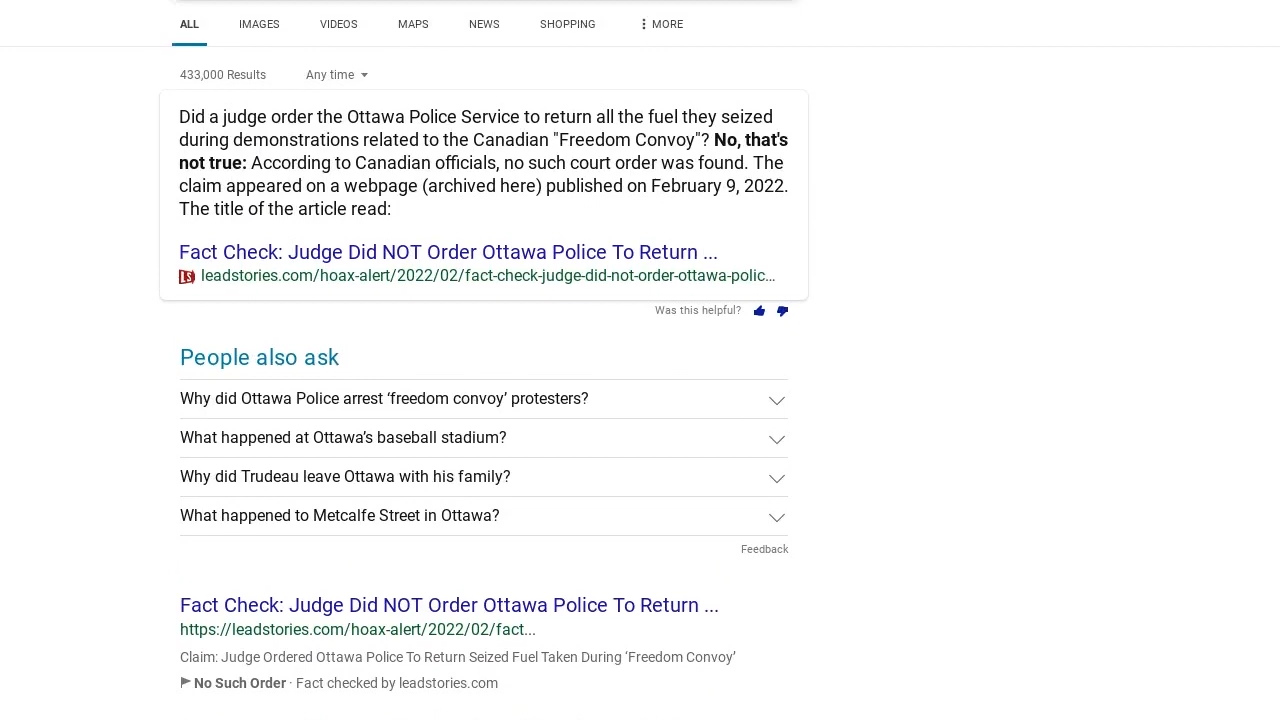 ALL IMAGES VIDEOS MAPS NEWS SHOPPING MORE
433,000 Results Any time
Did a judge order the Ottawa Police Service to return all the fuel they seized
during demonstrations related to the Canadian "Freedom Convoy"? No, that's
not true: According to Canadian officials, no such court order was found. The
claim appeared on a webpage (archived here) published on February 9, 2022.
The title of the article read:
Fact Check: Judge Did NOT Order Ottawa Police To Return ...
LS leadstories.com/hoax-alert/2022/02/fact-check-judge-did-not-order-ottawa-polic...
Was this helpful?
People also ask
Why did Ottawa Police arrest ‘freedom convoy’ protesters?
What happened at Ottawa’s baseball stadium?
Why did Trudeau leave Ottawa with his family?
What happened to Metcalfe Street in Ottawa?
Feedback
Fact Check: Judge Did NOT Order Ottawa Police To Return ...
https://leadstories.com/hoax-alert/2022/02/fact...
Claim: Judge Ordered Ottawa Police To Return Seized Fuel Taken During ‘Freedom Convoy’
No Such Order · Fact checked by leadstories.com